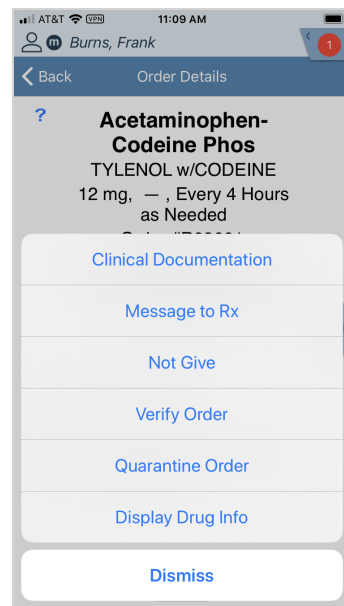 AT&T VPN 11:09 AM
m Burns, Frank 1
Back Order Details
?
Acetaminophen-
Codeine Phos
TYLENOL w/CODEINE
12 mg, — , Every 4 Hours
as Needed
Clinical Documentation
Message to Rx
Not Give
Verify Order
Quarantine Order
Display Drug Info
Dismiss